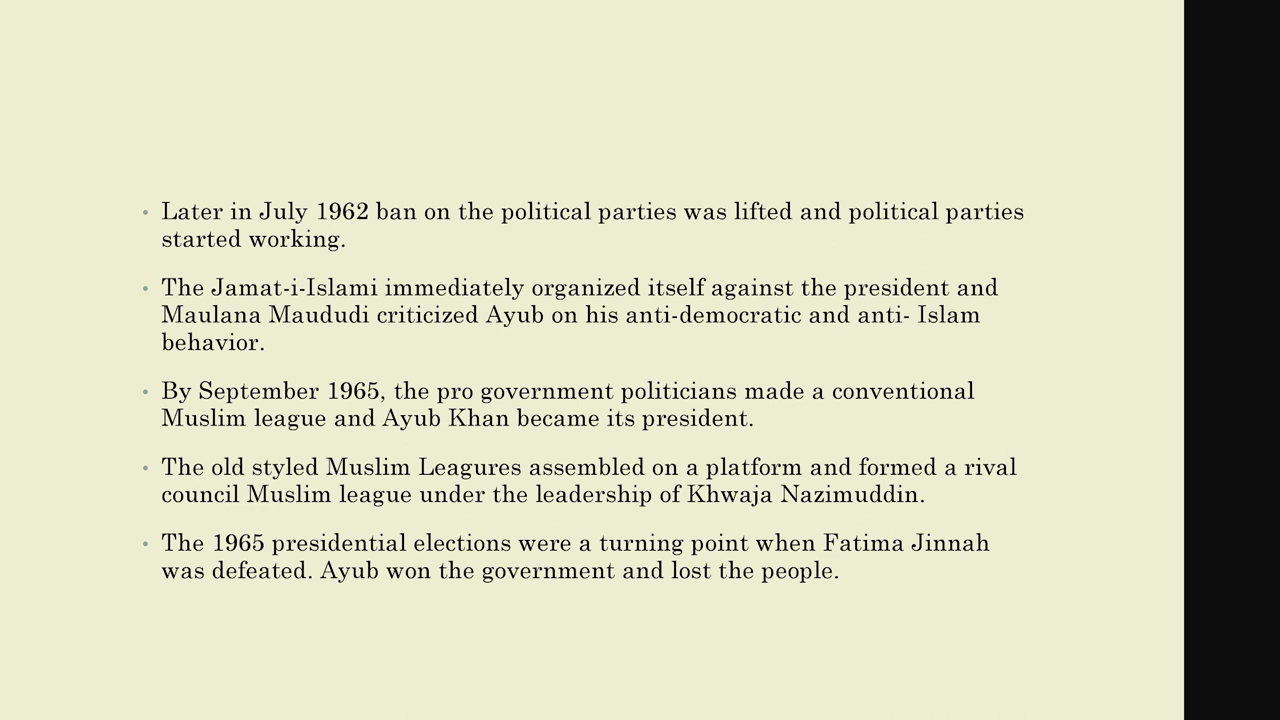 • Later in July 1962 ban on the political parties was lifted and political parties
started working.
• The Jamat-i-Islami immediately organized itself against the president and
Maulana Maududi criticized Ayub on his anti-democratic and anti- Islam
behavior.
• By September 1965, the pro government politicians made a conventional
Muslim league and Ayub Khan became its president.
• The old styled Muslim Leagures assembled on a platform and formed a rival
council Muslim league under the leadership of Khwaja Nazimuddin.
• The 1965 presidential elections were a turning point when Fatima Jinnah
was defeated. Ayub won the government and lost the people.